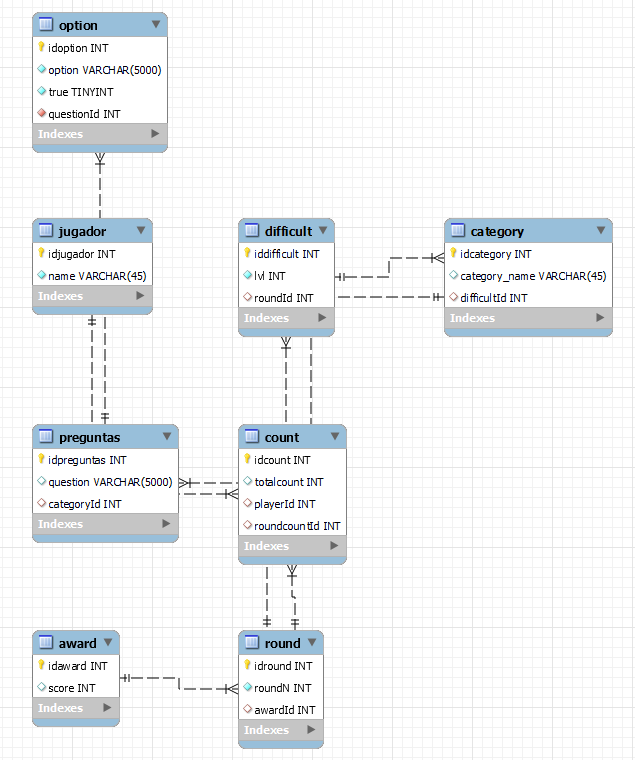 option
idoption INT
option VARCHAR(5000)
true TINYINT
questionId INT
Indexes
jugador
idjugador INT
name VARCHAR(45)
Indexes
difficult
iddifficult INT
lvl INT
roundId INT
Indexes
category
idcategory INT
category_name VARCHAR(45)
difficultId INT
Indexes
preguntas
idpreguntas INT
question VARCHAR(5000)
categoryId INT
Indexes
count
idcount INT
totalcount INT
playerId INT
roundcountId INT
Indexes
award
idaward INT
score INT
Indexes
round
idround INT
roundN INT
awardId INT
Indexes